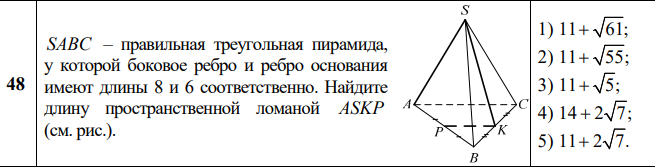 48
SABC – правильная треугольная пирамида,
у которой боковое ребро и ребро основания
имеют длины 8 и 6 соответственно. Найдите
длину пространственной ломаной ASKP
(см. рис.).
S
A
C
P
K
B
1) 11+√61;
2) 11+√55;
3) 11+√5;
4) 14+2√7;
5) 11+2√7.